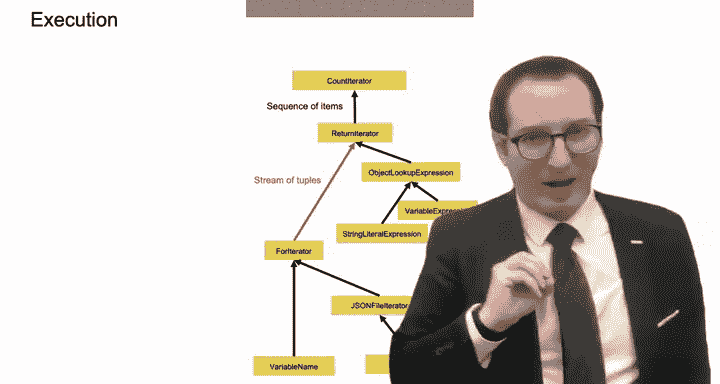 Execution
CountIterator
Sequence of items
ReturnIterator
ObjectLookupExpression
Stream of tuples
StringLiteralExpression
ForIterator
JSONFileIterator
VariableName